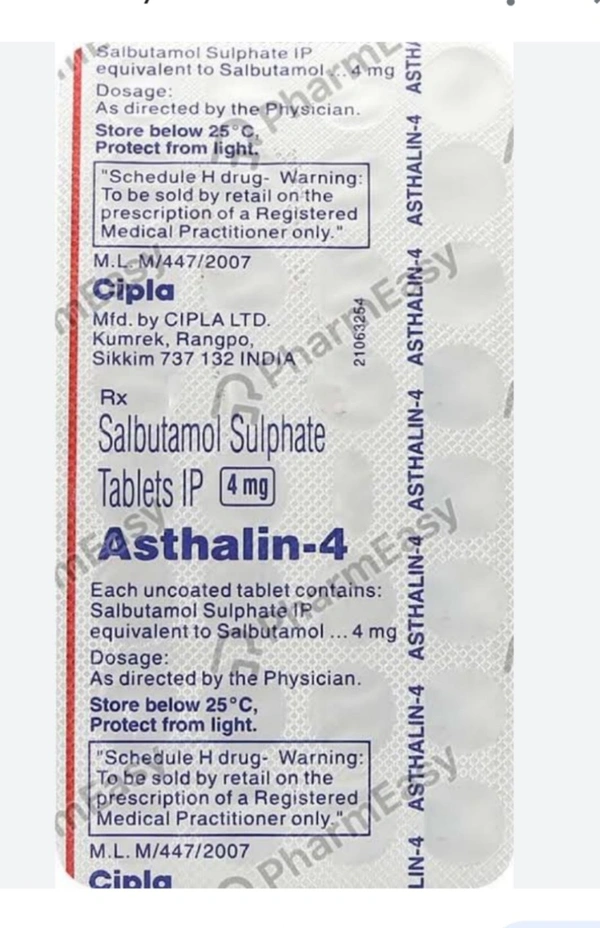 Salbutamol Sulphate IP
equivalent to Salbutamol ... 4 mg
Dosage:
As directed by the Physician.
Store below 25°C,
Protect from light.
"Schedule H drug- Warning:
To be sold by retail on the
prescription of a Registered
Medical Practitioner only."
M.L. M/447/2007
Cipla
Mfd. by CIPLA LTD.
Kumrek, Rangpo,
Sikkim 737 132 INDIA
21063254
Rx
Salbutamol Sulphate
Tablets IP 4 mg
Asthalin-4
Each uncoated tablet contains:
Salbutamol Sulphate IP
equivalent to Salbutamol ... 4 mg
Dosage:
As directed by the Physician.
Store below 25°C,
Protect from light.
"Schedule H drug- Warning:
To be sold by retail on the
prescription of a Registered
Medical Practitioner only."
M.L. M/447/2007
Cipla
LIN-4 ASTHALIN-4 ASTHALIN-4 ASTHALIN-4 ASTHALIN-4 ASTHALIN-4 ASTHA
PharmEasy
mEasy
PharmEasy
mEasy
PharmEasy
mEasy
PharmEasy